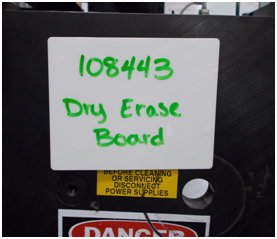 108443
Dry Erase
Board
BEFORE CLEANING
OR SERVICING
DISCONNECT
POWER SUPPLIES
DANGER